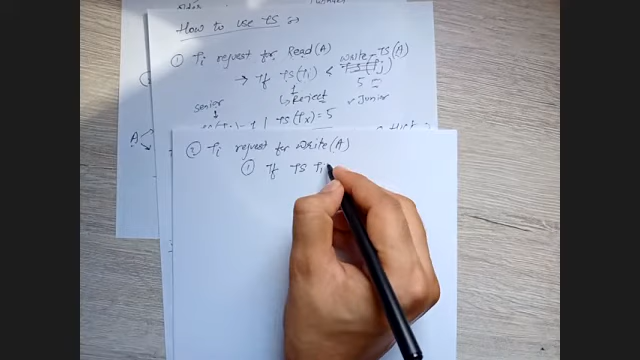 How to use TS :→
① Ti request for Read(A)
→ If TS(Ti) < Write-TS(A)
5
↳ Reject
senior
Junior
TS(Tx) = 5
A
② Ti request for Write(A)
① If TS Ti